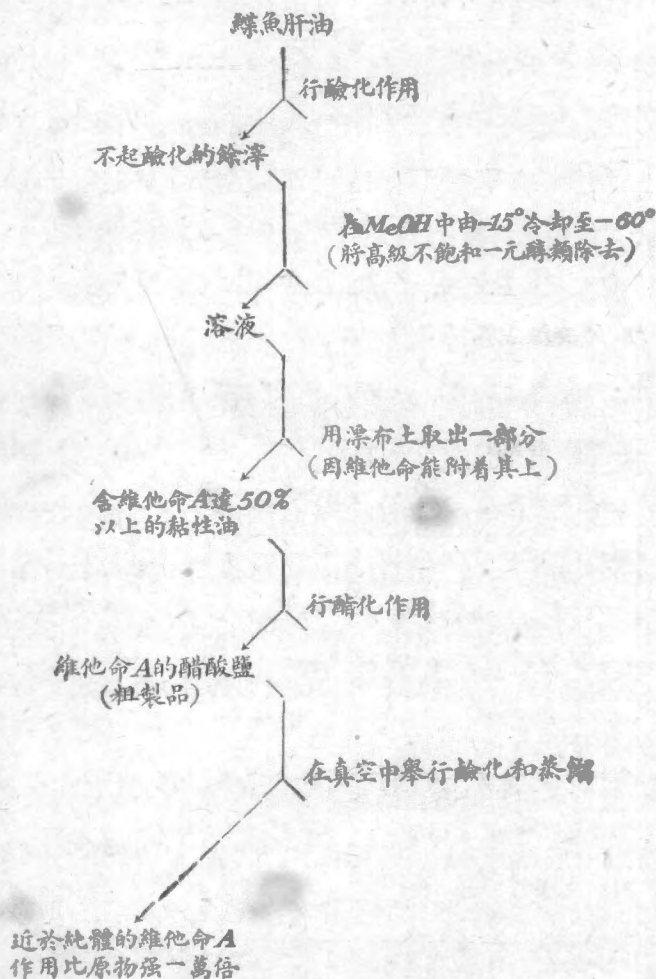 鰈魚肝油
行鹼化作用
不起鹼化的餘滓
在MeOH中由-15°冷却至-60°
(將高級不飽和一元醇類除去)
溶液
用漂布土取出一部分
(因維他命能附着其上)
含維他命A達50%
以上的黏性油
行酯化作用
維他命A的醋酸鹽
(粗製品)
在真空中舉行鹼化和蒸餾
近於純體的維他命A
作用比原物强一萬倍